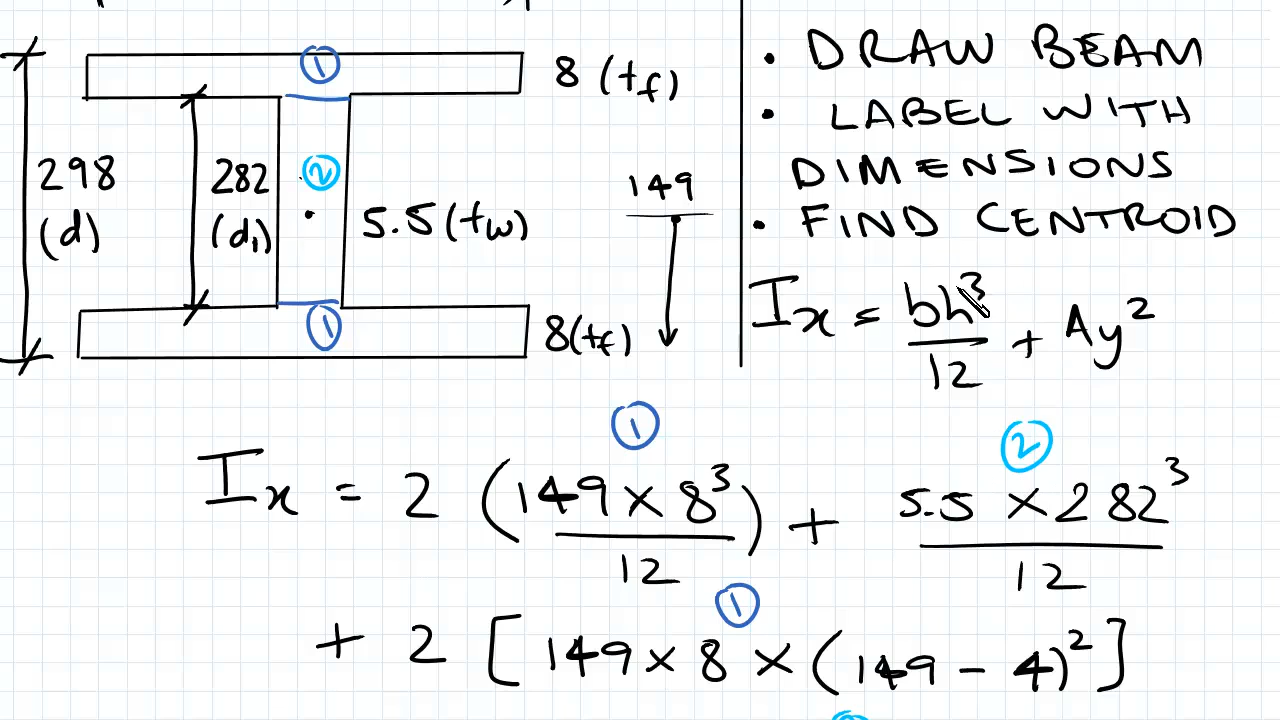 ① 8 (tf)
298 (d)
282 (d₁)
②
5.5 (tw)
149
① 8 (tf)
• DRAW BEAM
• LABEL WITH
DIMENSIONS
• FIND CENTROID
Ix = bh³/12 + Ay²
① ②
Ix = 2 (149 × 8³/12) + 5.5 × 282³/12
①
+ 2 [149 × 8 × (149 - 4)²]